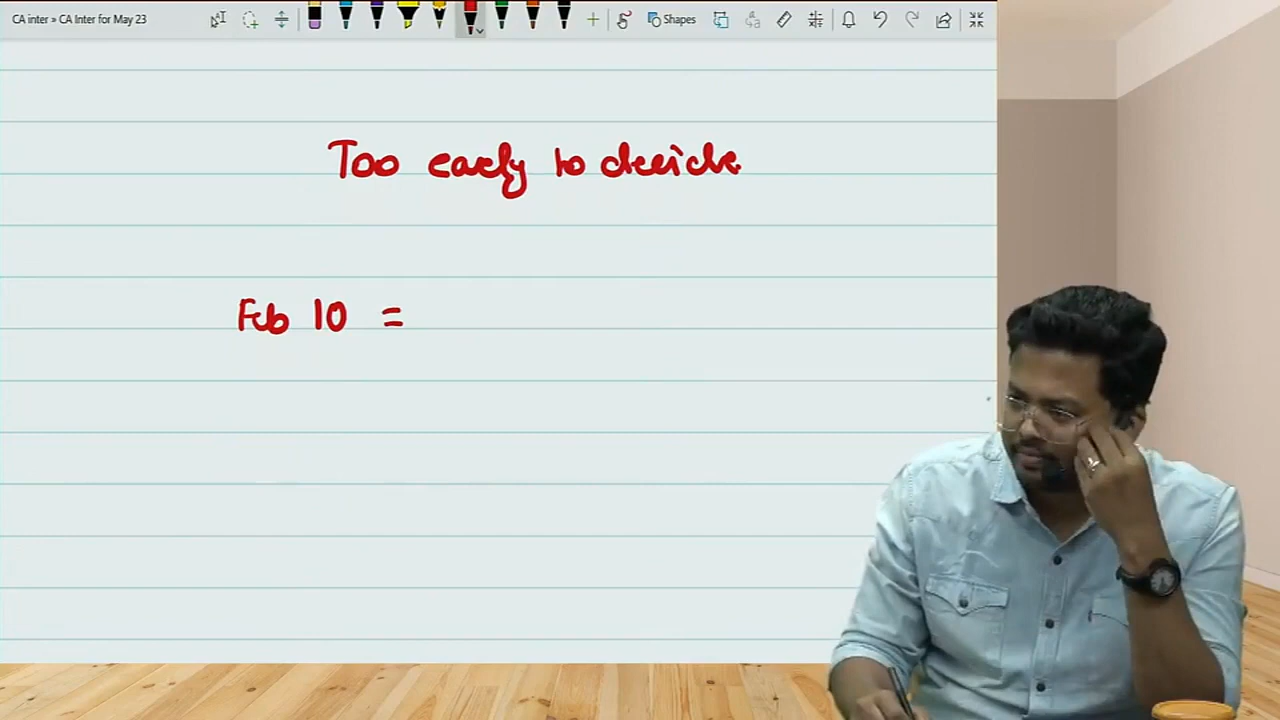 CA inter » CA Inter for May 23
Shapes
Too early to decide.
Feb 10 =